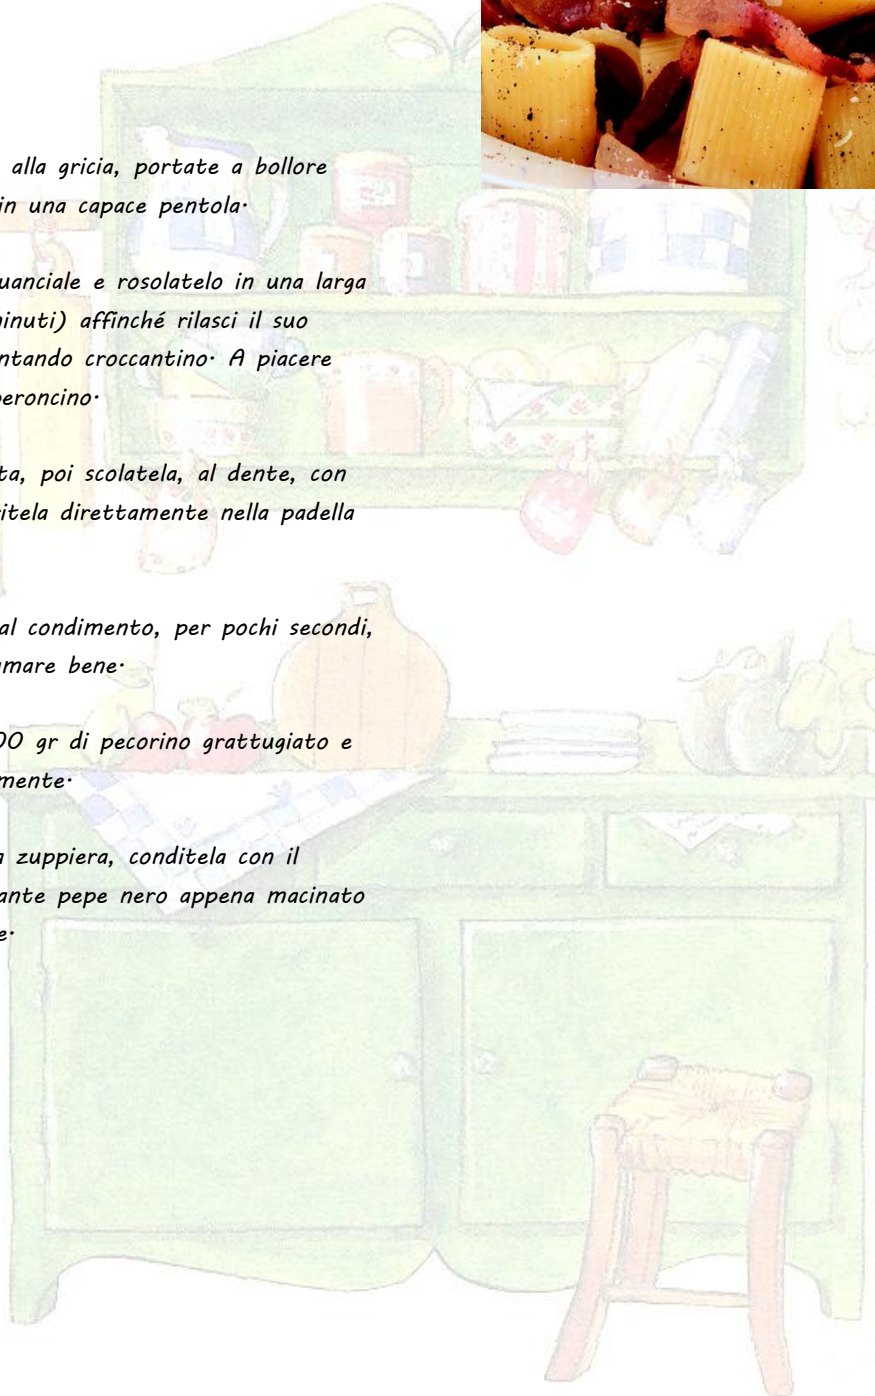 alla gricia, portate a bollore
in una capace pentola.
uanciale e rosolatelo in una larga
inuti) affinché rilasci il suo
ntando croccantino. A piacere
peroncino.
ta, poi scolatela, al dente, con
itela direttamente nella padella
al condimento, per pochi secondi,
mare bene.
00 gr di pecorino grattugiato e
mente.
a zuppiera, conditela con il
ante pepe nero appena macinato
e.